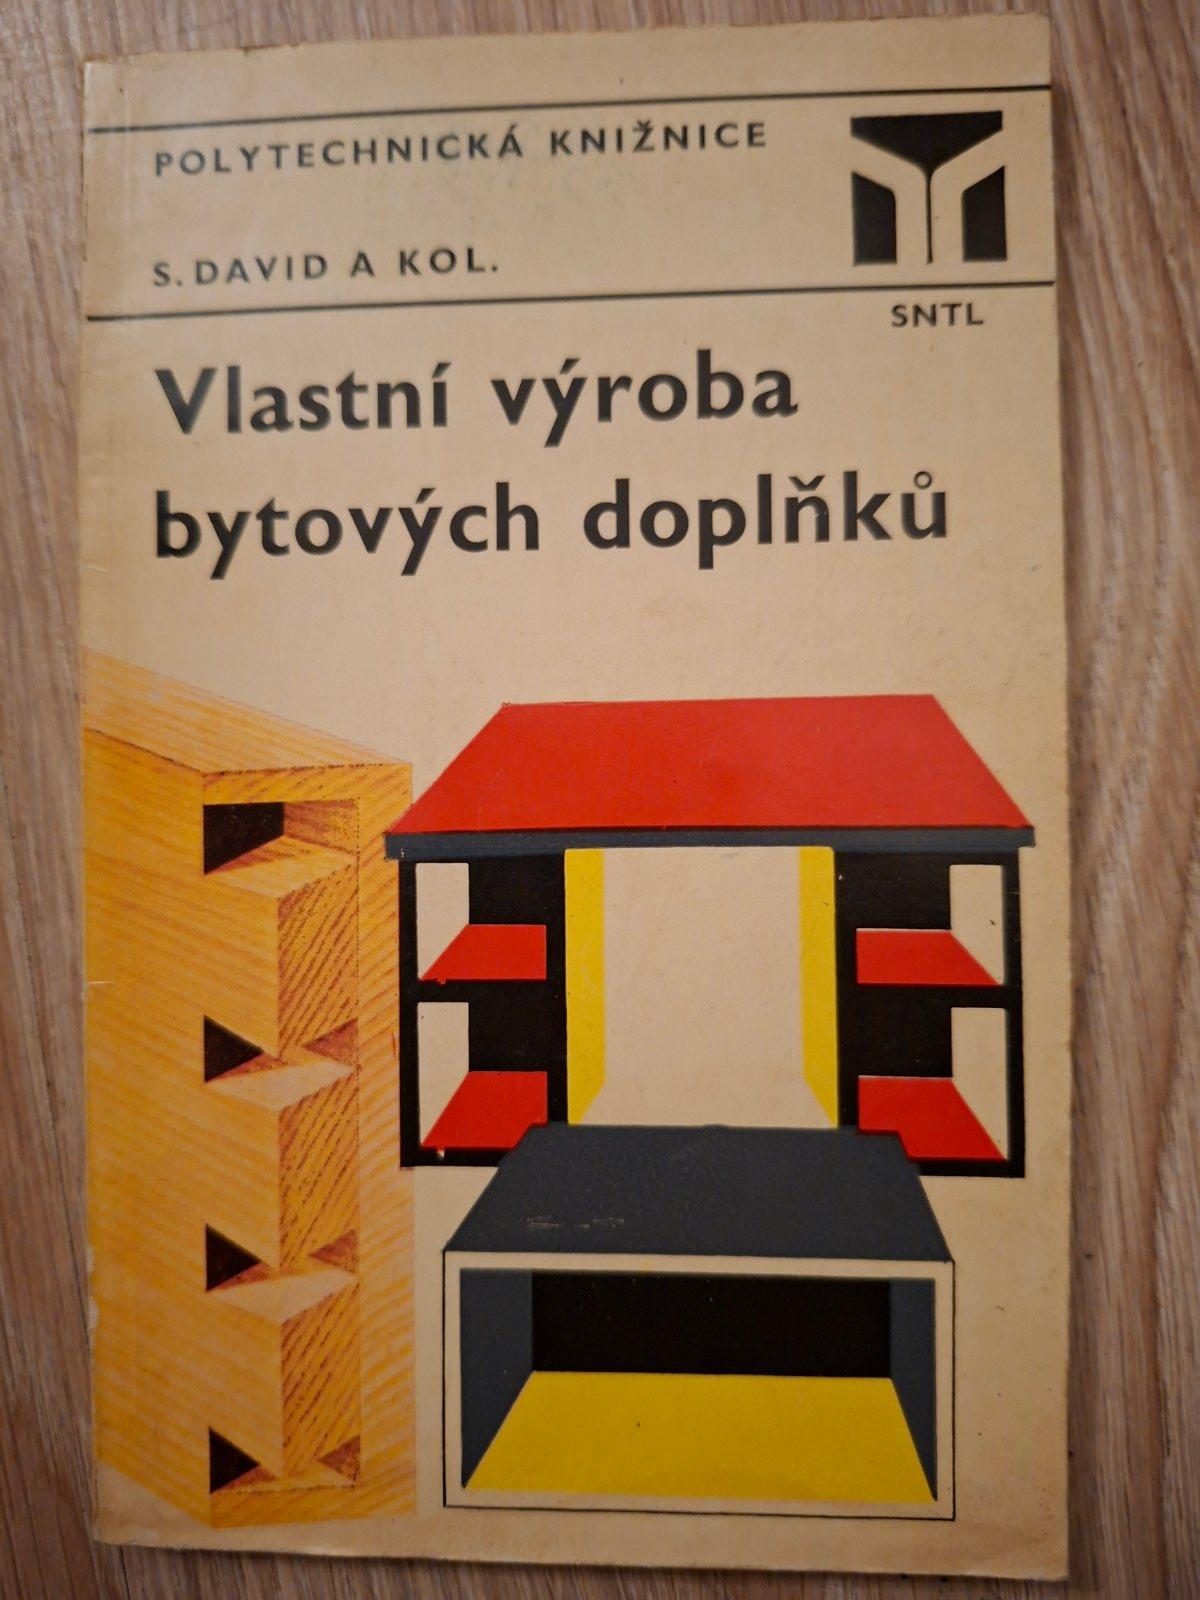 POLYTECHNICKÁ KNIŽNICE
S. DAVID A KOL.
SNTL
Vlastní výroba
bytových doplňků